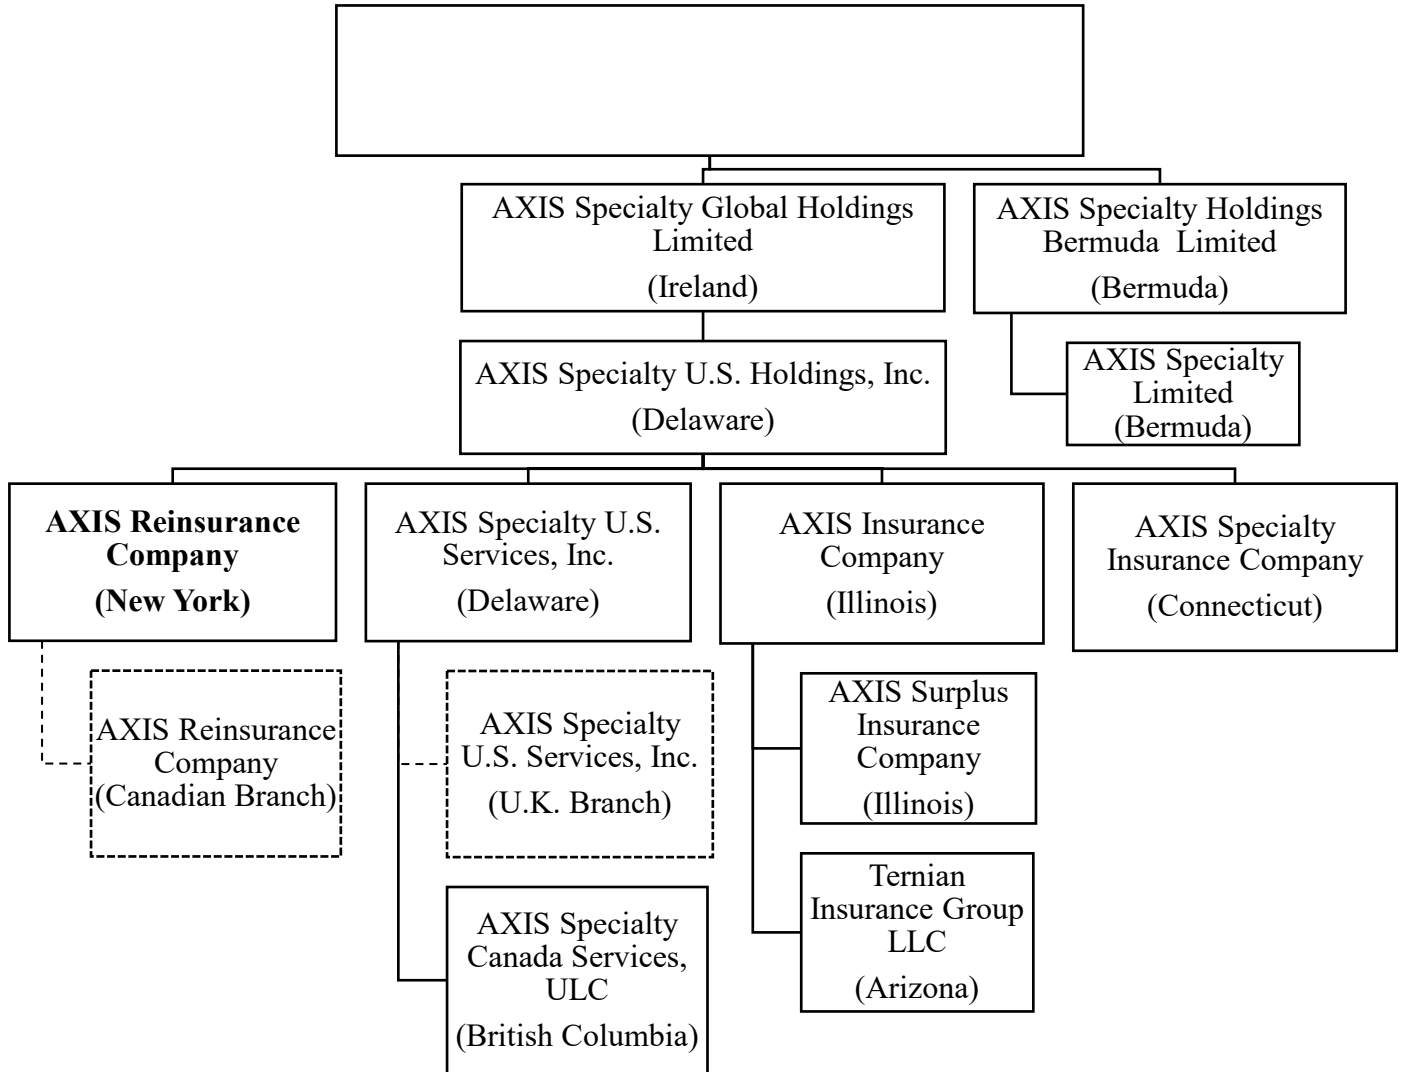 AXIS Specialty Global Holdings
Limited
(Ireland)
AXIS Specialty Holdings
Bermuda  Limited
(Bermuda)
AXIS Specialty U.S. Holdings, Inc.
(Delaware)
AXIS Specialty
Limited
(Bermuda)
AXIS Reinsurance
Company
(New York)
AXIS Specialty U.S.
Services, Inc.
(Delaware)
AXIS Insurance
Company
(Illinois)
AXIS Specialty
Insurance Company
(Connecticut)
AXIS Reinsurance
Company
(Canadian Branch)
AXIS Specialty
U.S. Services, Inc.
(U.K. Branch)
AXIS Surplus
Insurance
Company
(Illinois)
AXIS Specialty
Canada Services,
ULC
(British Columbia)
Ternian
Insurance Group
LLC
(Arizona)